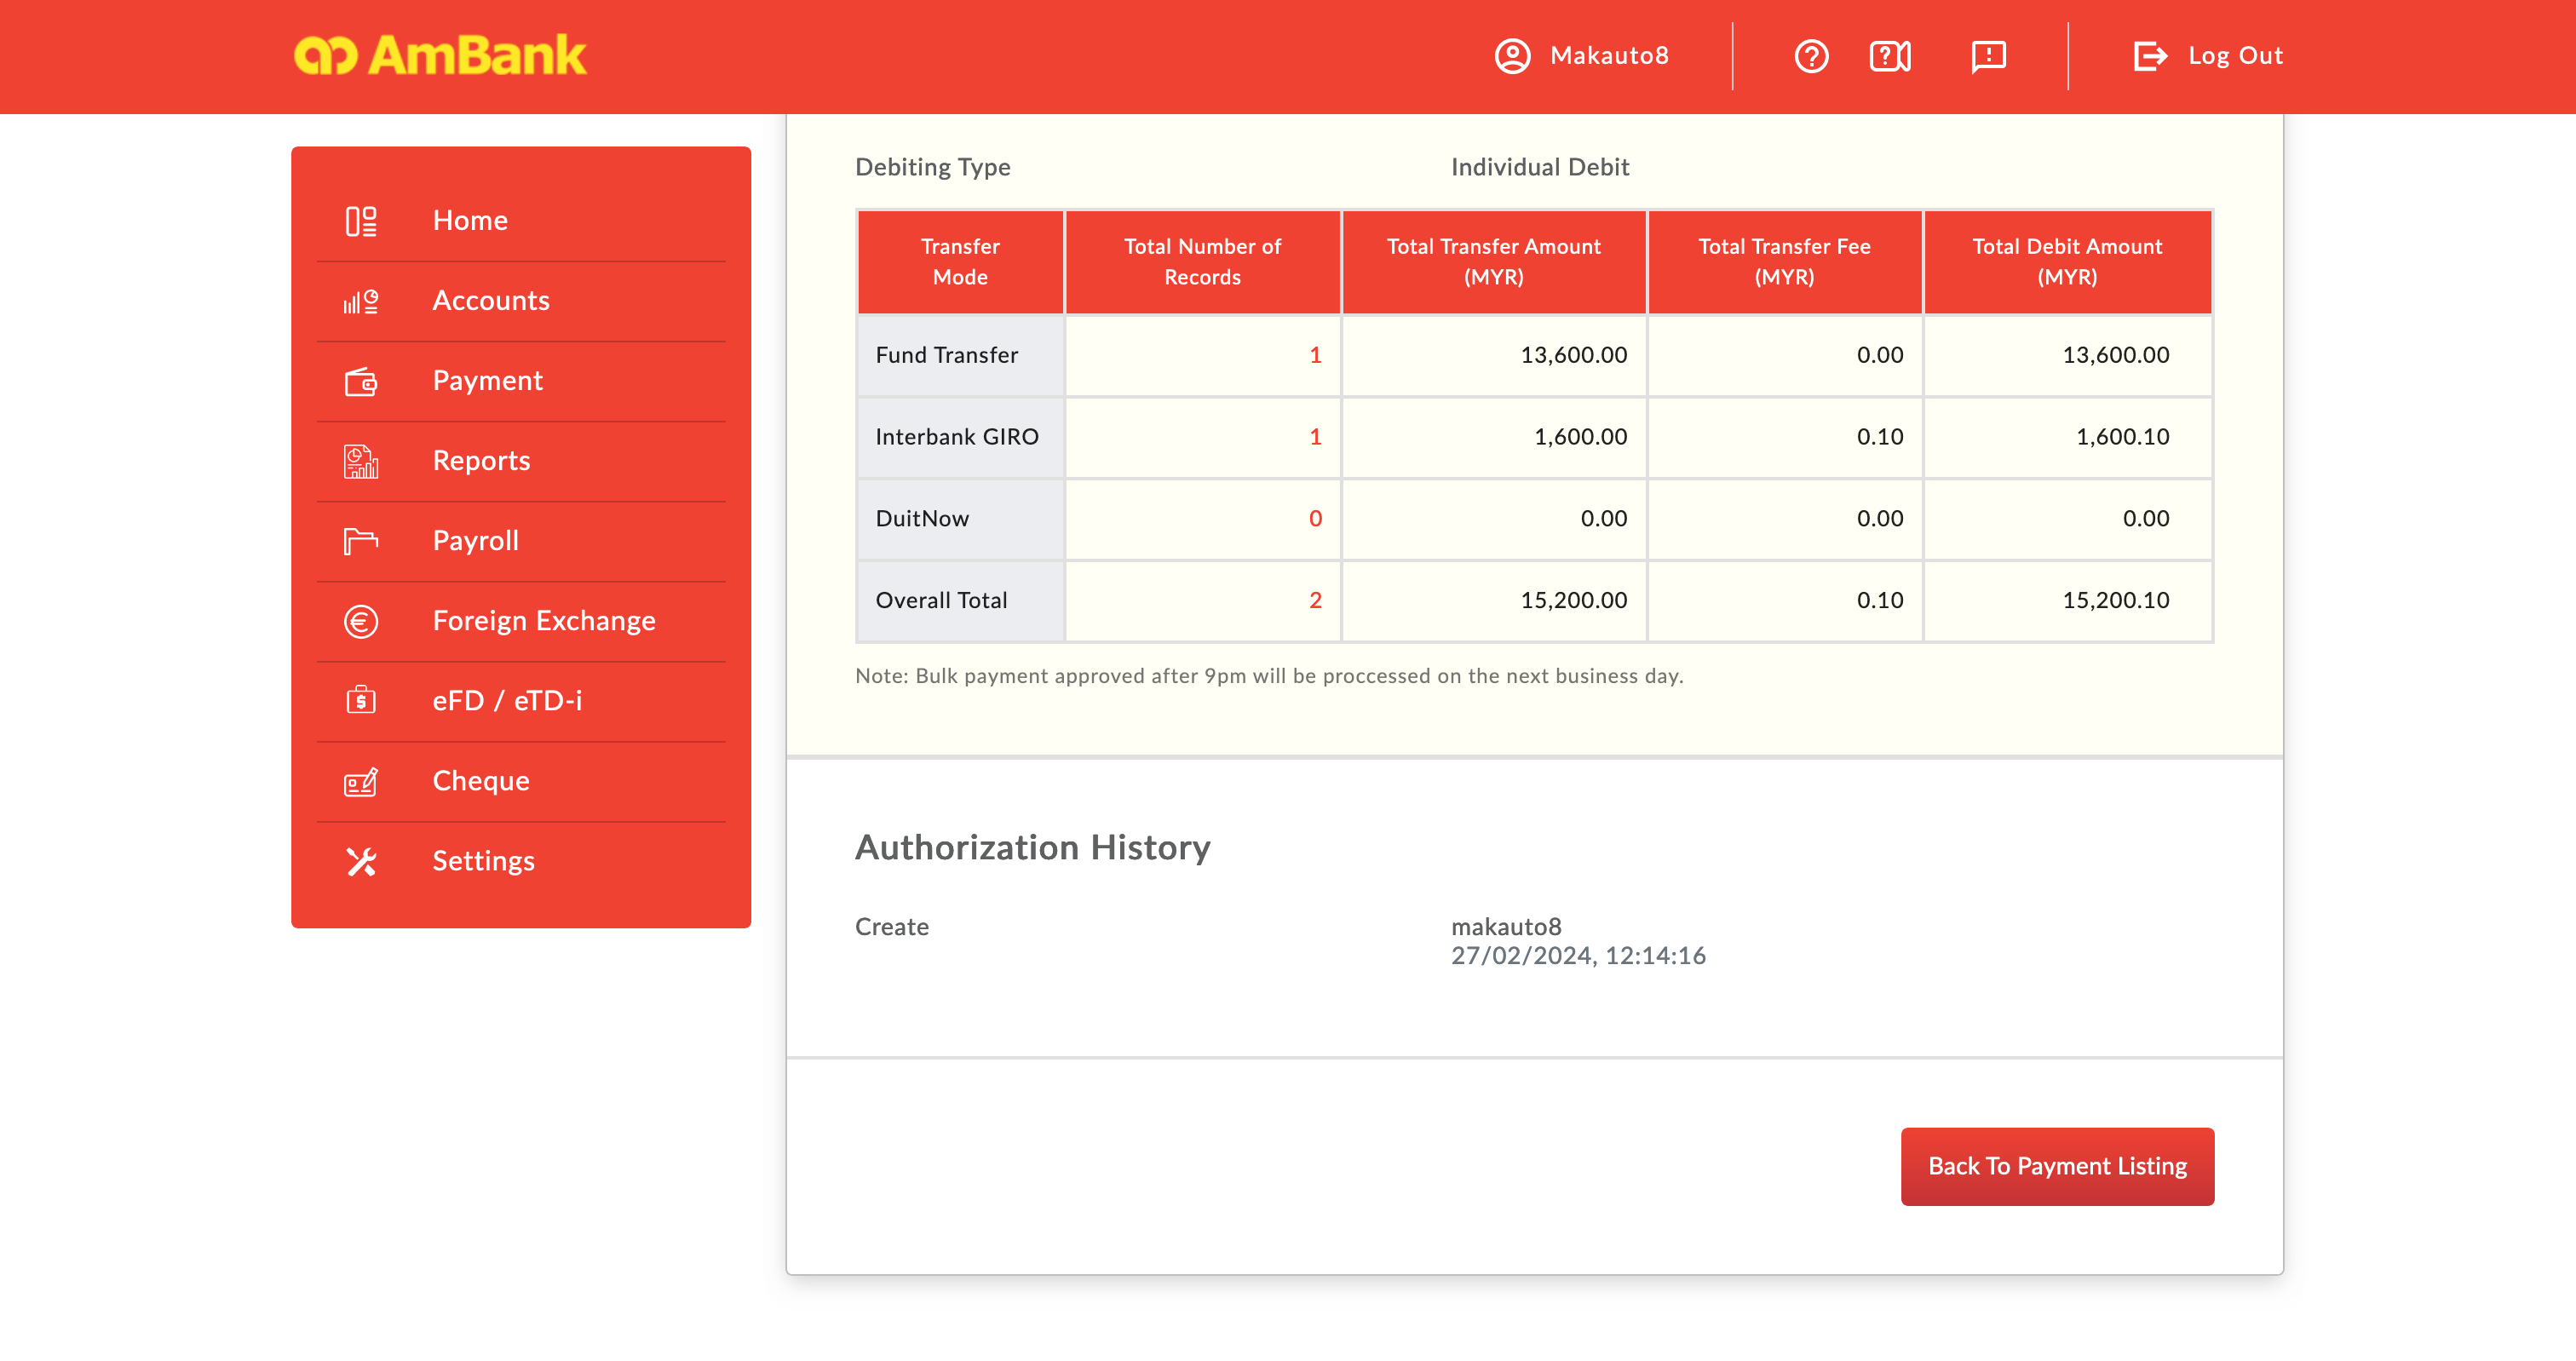 AmBank
Makauto8
Log Out
Home
Accounts
Payment
Reports
Payroll
Foreign Exchange
eFD / eTD-i
Cheque
Settings
Debiting Type Individual Debit
Transfer Mode Total Number of Records Total Transfer Amount (MYR) Total Transfer Fee (MYR) Total Debit Amount (MYR)
Fund Transfer 1 13,600.00 0.00 13,600.00
Interbank GIRO 1 1,600.00 0.10 1,600.10
DuitNow 0 0.00 0.00 0.00
Overall Total 2 15,200.00 0.10 15,200.10
Note: Bulk payment approved after 9pm will be proccessed on the next business day.
Authorization History
Create makauto8
27/02/2024, 12:14:16
Back To Payment Listing